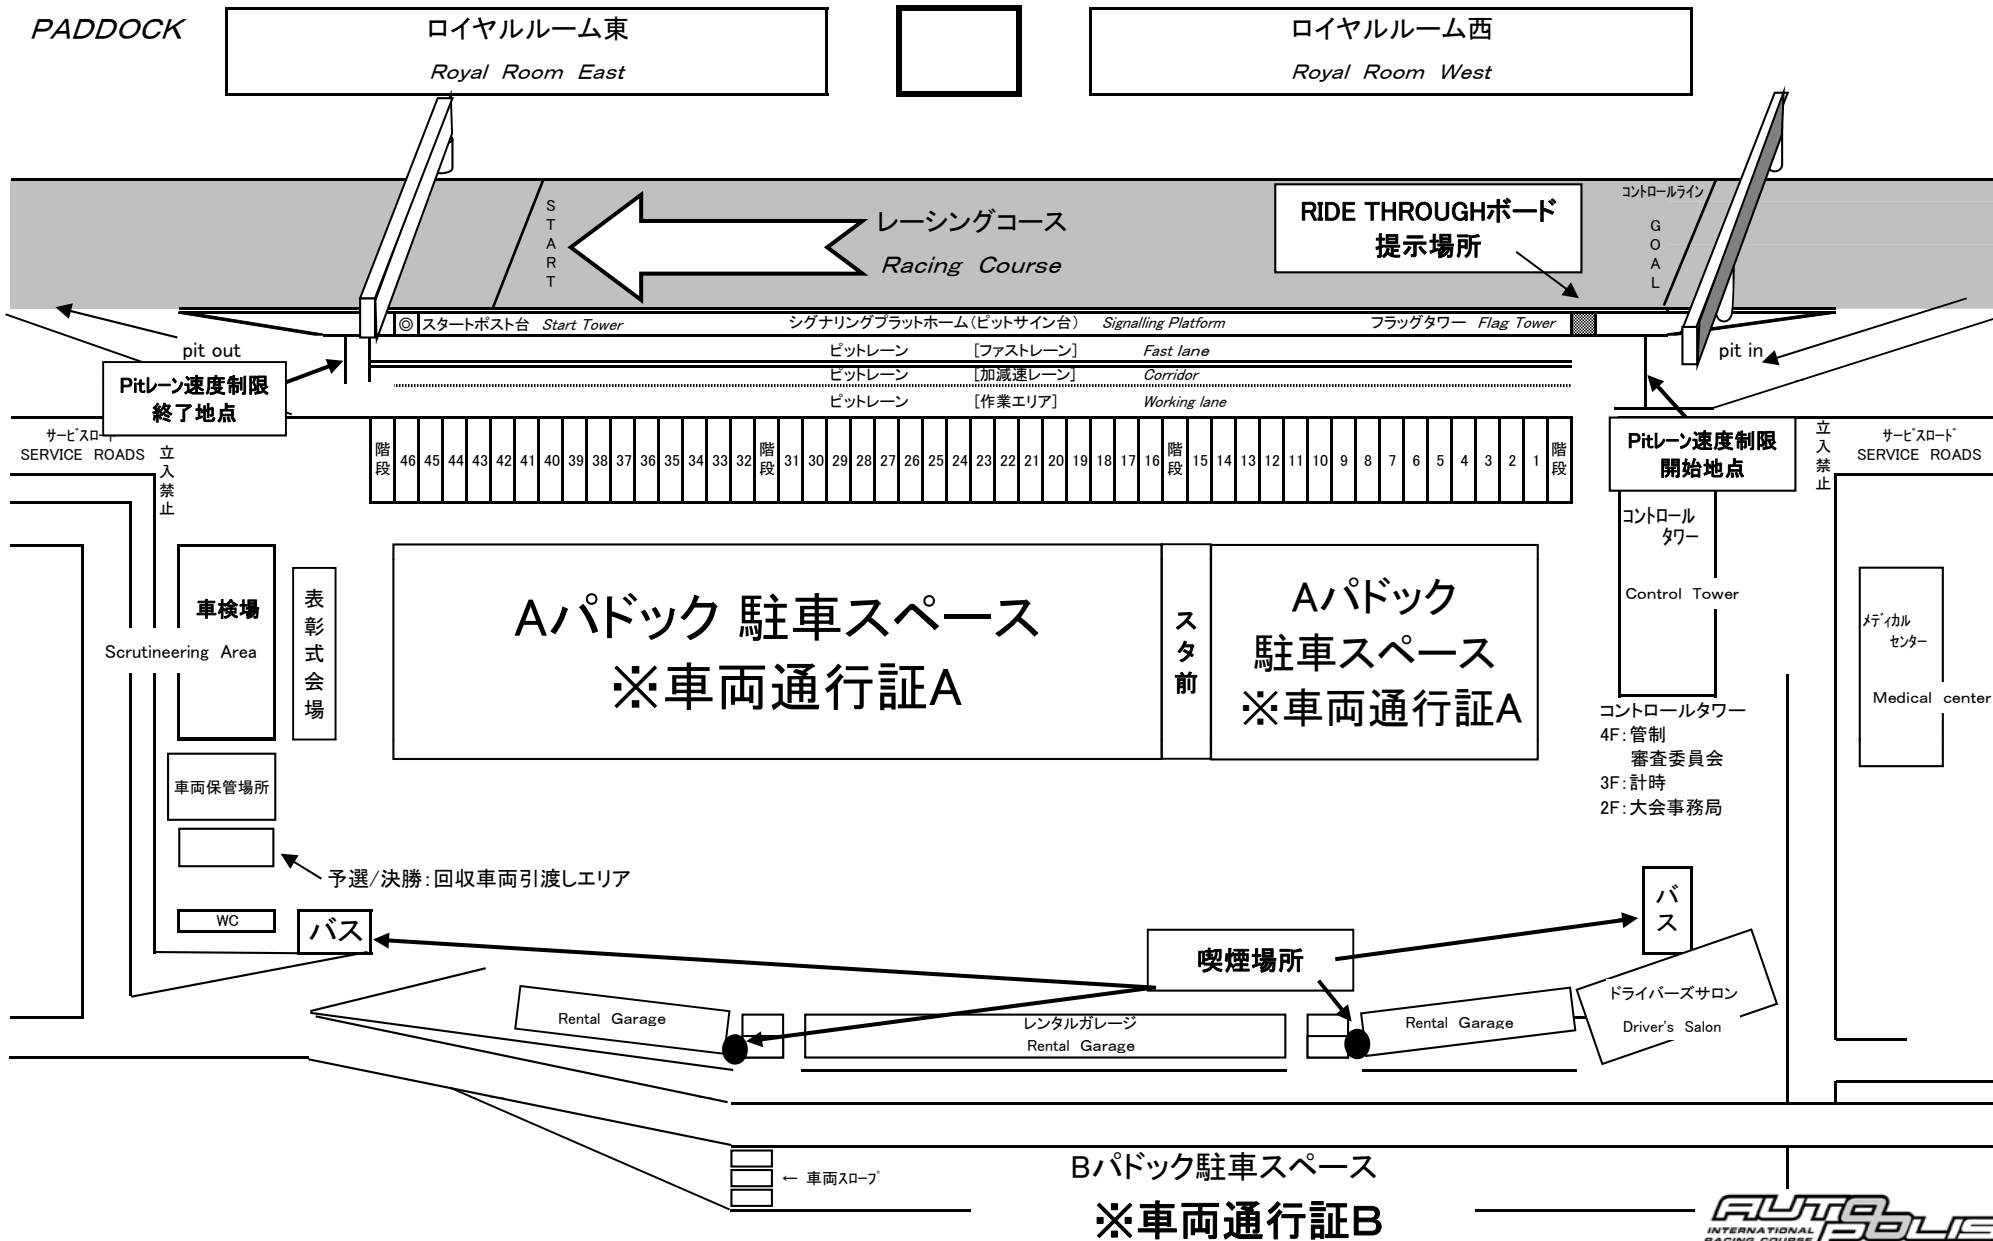 PADDOCK
ロイヤルルーム東
Royal Room East
ロイヤルルーム西
Royal Room West
START
レーシングコース
Racing Course
RIDE THROUGHボード
提示場所
コントロールライン
GOAL
◎
スタートポスト台 Start Tower
シグナリングプラットホーム(ピットサイン台) Signalling Platform
フラッグタワー Flag Tower
pit out
pit in
ピットレーン [ファストレーン] Fast lane
ピットレーン [加減速レーン] Corridor
ピットレーン [作業エリア] Working lane
Pitレーン速度制限
終了地点
Pitレーン速度制限
開始地点
サービスロード
SERVICE ROADS
立入禁止
階段 46 45 44 43 42 41 40 39 38 37 36 35 34 33 32 階段 31 30 29 28 27 26 25 24 23 22 21 20 19 18 17 16 階段 15 14 13 12 11 10 9 8 7 6 5 4 3 2 1 階段
立入禁止
サービスロード
SERVICE ROADS
車検場
Scrutineering Area
表彰式会場
Aパドック 駐車スペース
※車両通行証A
スタ前
Aパドック
駐車スペース
※車両通行証A
コントロール
タワー
Control Tower
メディカル
センター
Medical center
コントロールタワー
4F:管制
審査委員会
3F:計時
2F:大会事務局
車両保管場所
予選/決勝:回収車両引渡しエリア
WC
バス
喫煙場所
バス
Rental Garage
レンタルガレージ
Rental Garage
Rental Garage
ドライバーズサロン
Driver's Salon
← 車両スロープ
Bパドック駐車スペース
※車両通行証B
AUTOPOLIS
INTERNATIONAL
RACING COURSE